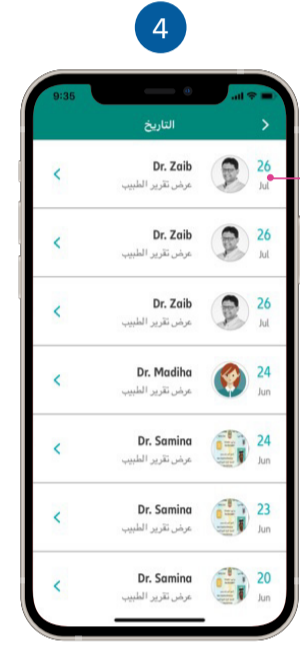 4
9:35
التاريخ
26 Jul
Dr. Zaib
عرض تقرير الطبيب
26 Jul
Dr. Zaib
عرض تقرير الطبيب
26 Jul
Dr. Zaib
عرض تقرير الطبيب
24 Jun
Dr. Madiha
عرض تقرير الطبيب
24 Jun
Dr. Samina
عرض تقرير الطبيب
23 Jun
Dr. Samina
عرض تقرير الطبيب
20 Jun
Dr. Samina
عرض تقرير الطبيب